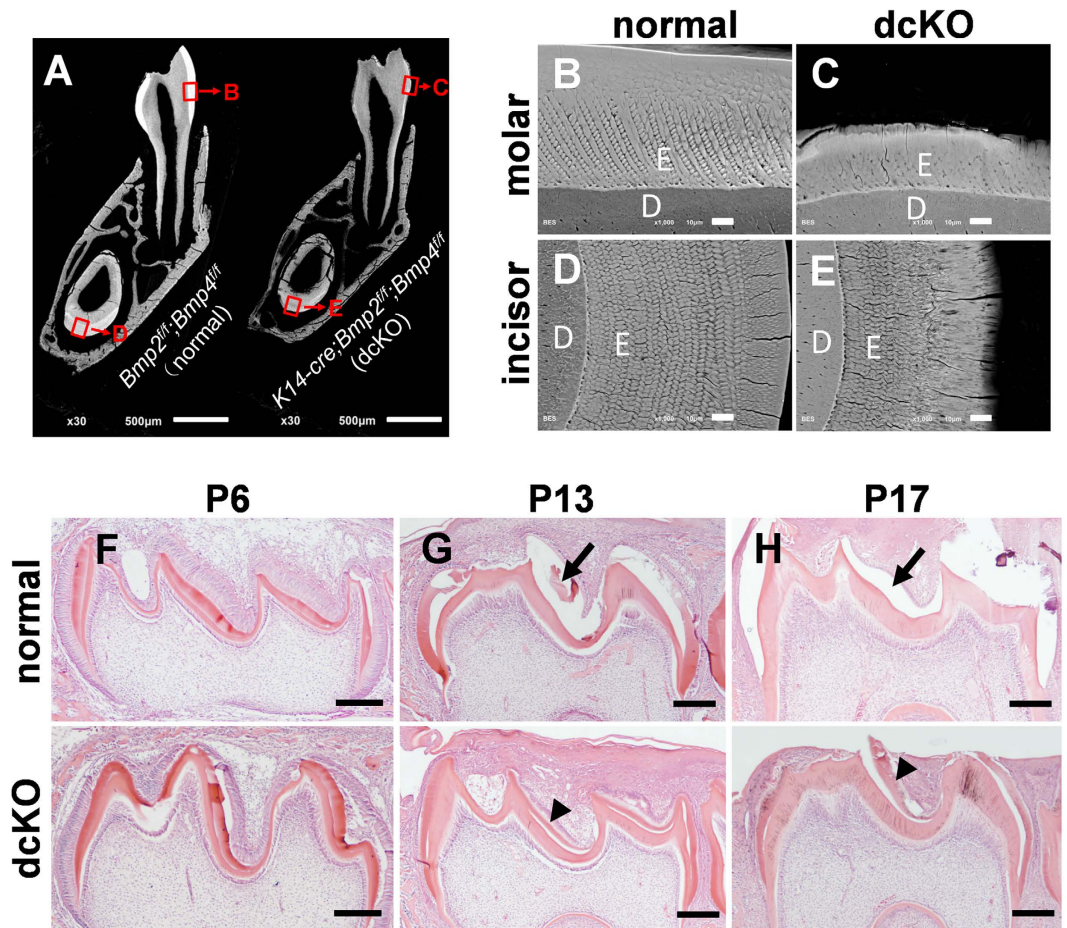 normal dcKO
molar
incisor
A
B
C
D
E
Bmp2f/f;Bmp4f/f
(normal)
K14-cre;Bmp2f/f;Bmp4f/f
(dcKO)
x30 500µm x30 500µm
B
E
D
BES x1,000 10µm
C
E
D
BES x1,000 10µm
D
D E
BES x1,000 10µm
E
D E
BES x1,000 10µm
P6 P13 P17
normal
F G H
dcKO